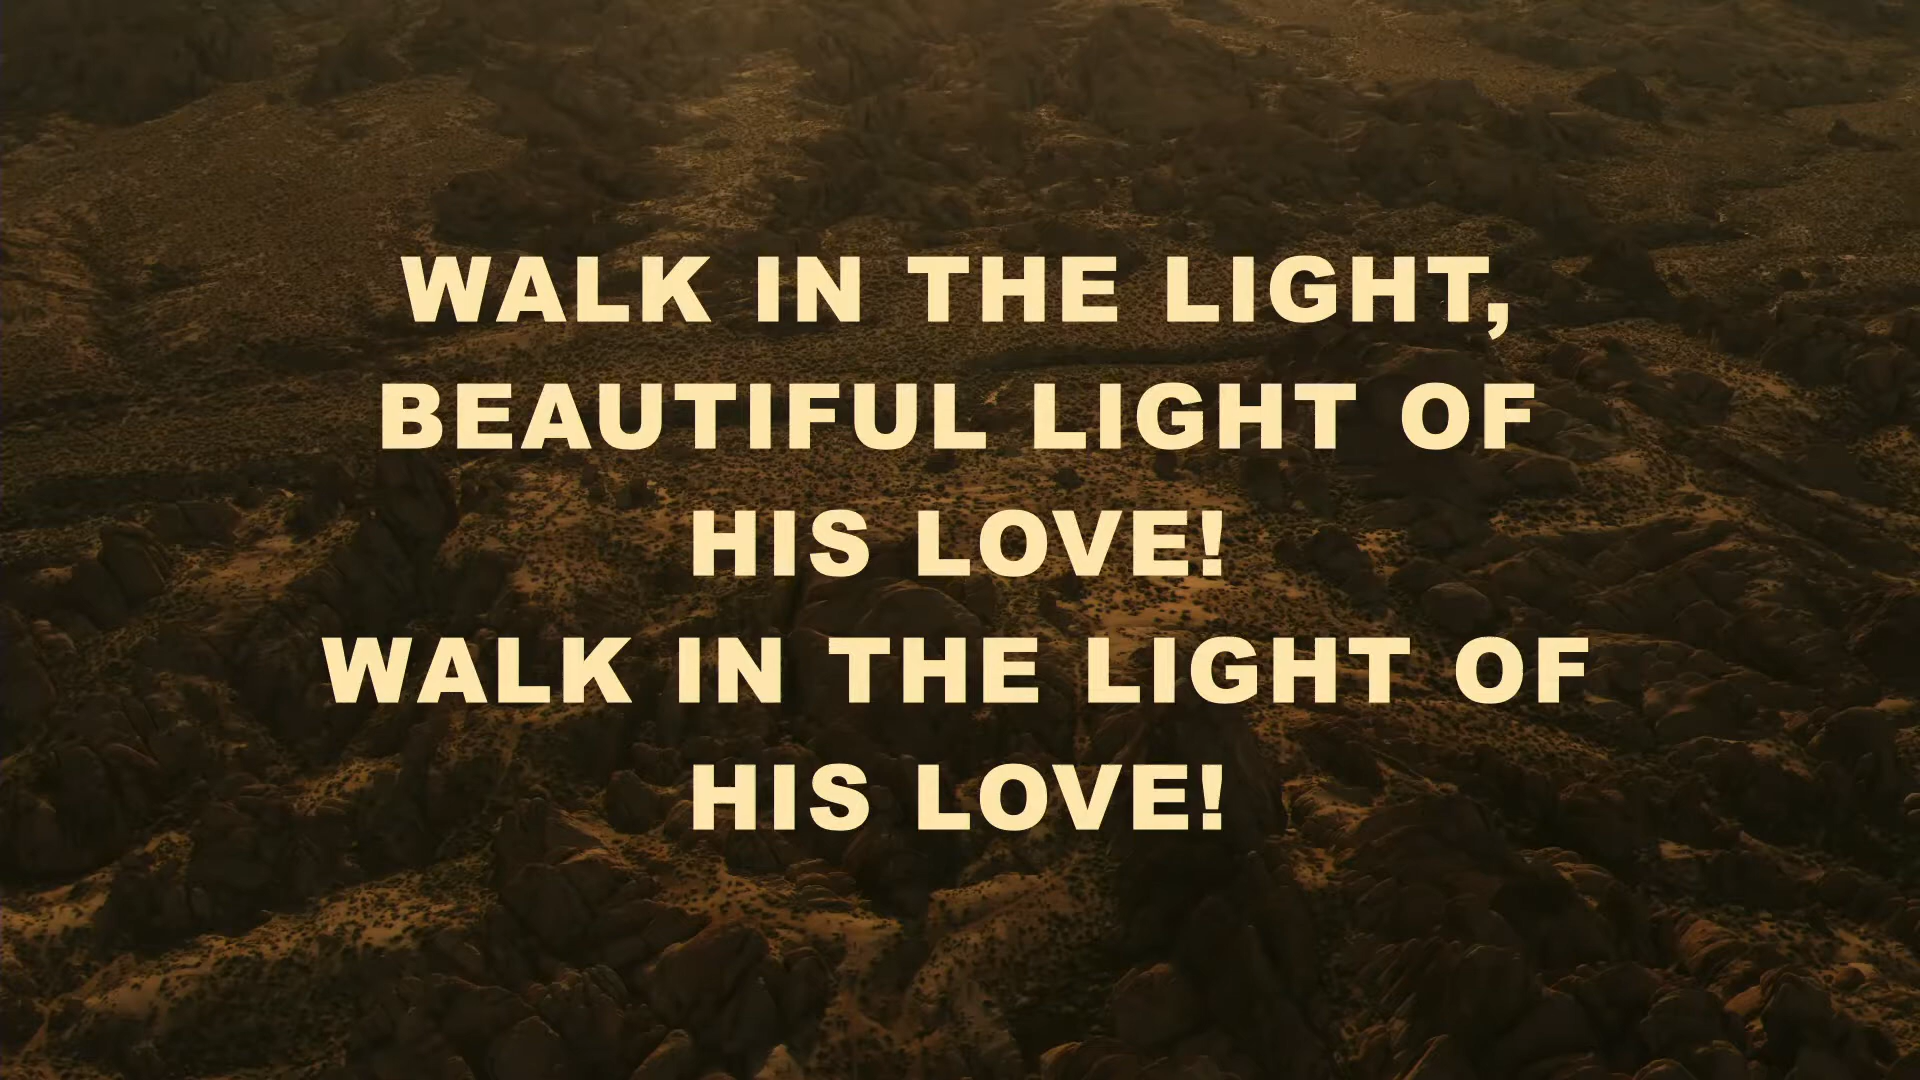 WALK IN THE LIGHT,
BEAUTIFUL LIGHT OF
HIS LOVE!
WALK IN THE LIGHT OF
HIS LOVE!